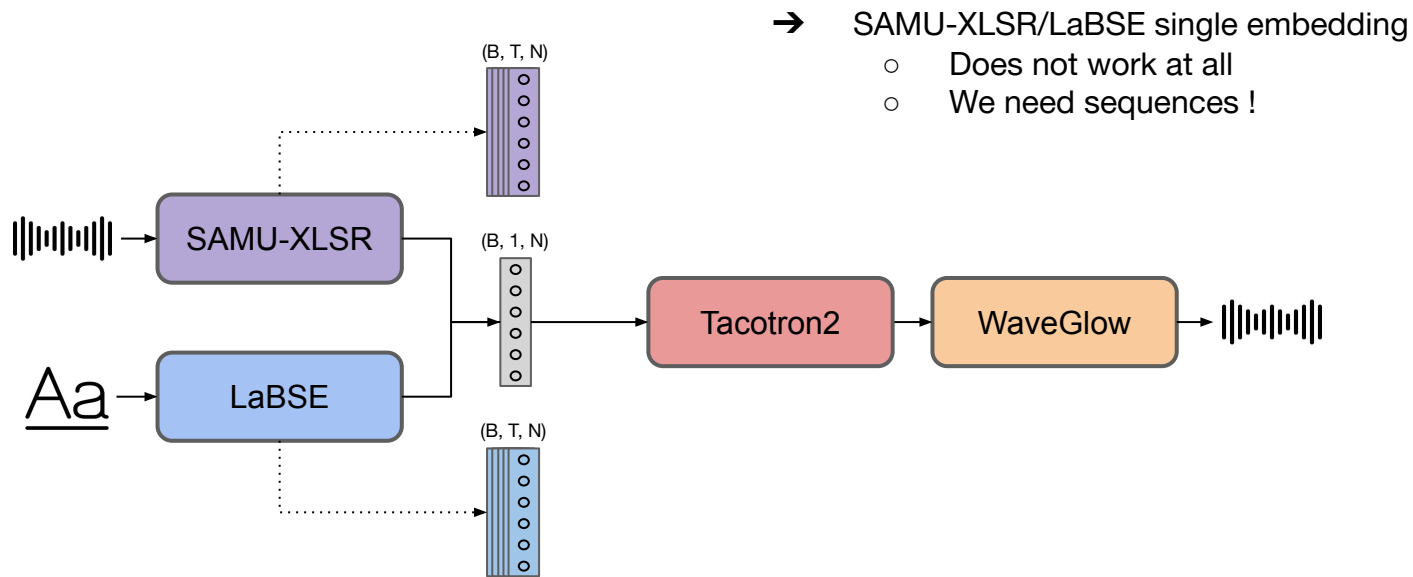 ➔ SAMU-XLSR/LaBSE single embedding
○ Does not work at all
○ We need sequences !
(B, T, N)
SAMU-XLSR
(B, 1, N)
Tacotron2
WaveGlow
Aa
LaBSE
(B, T, N)